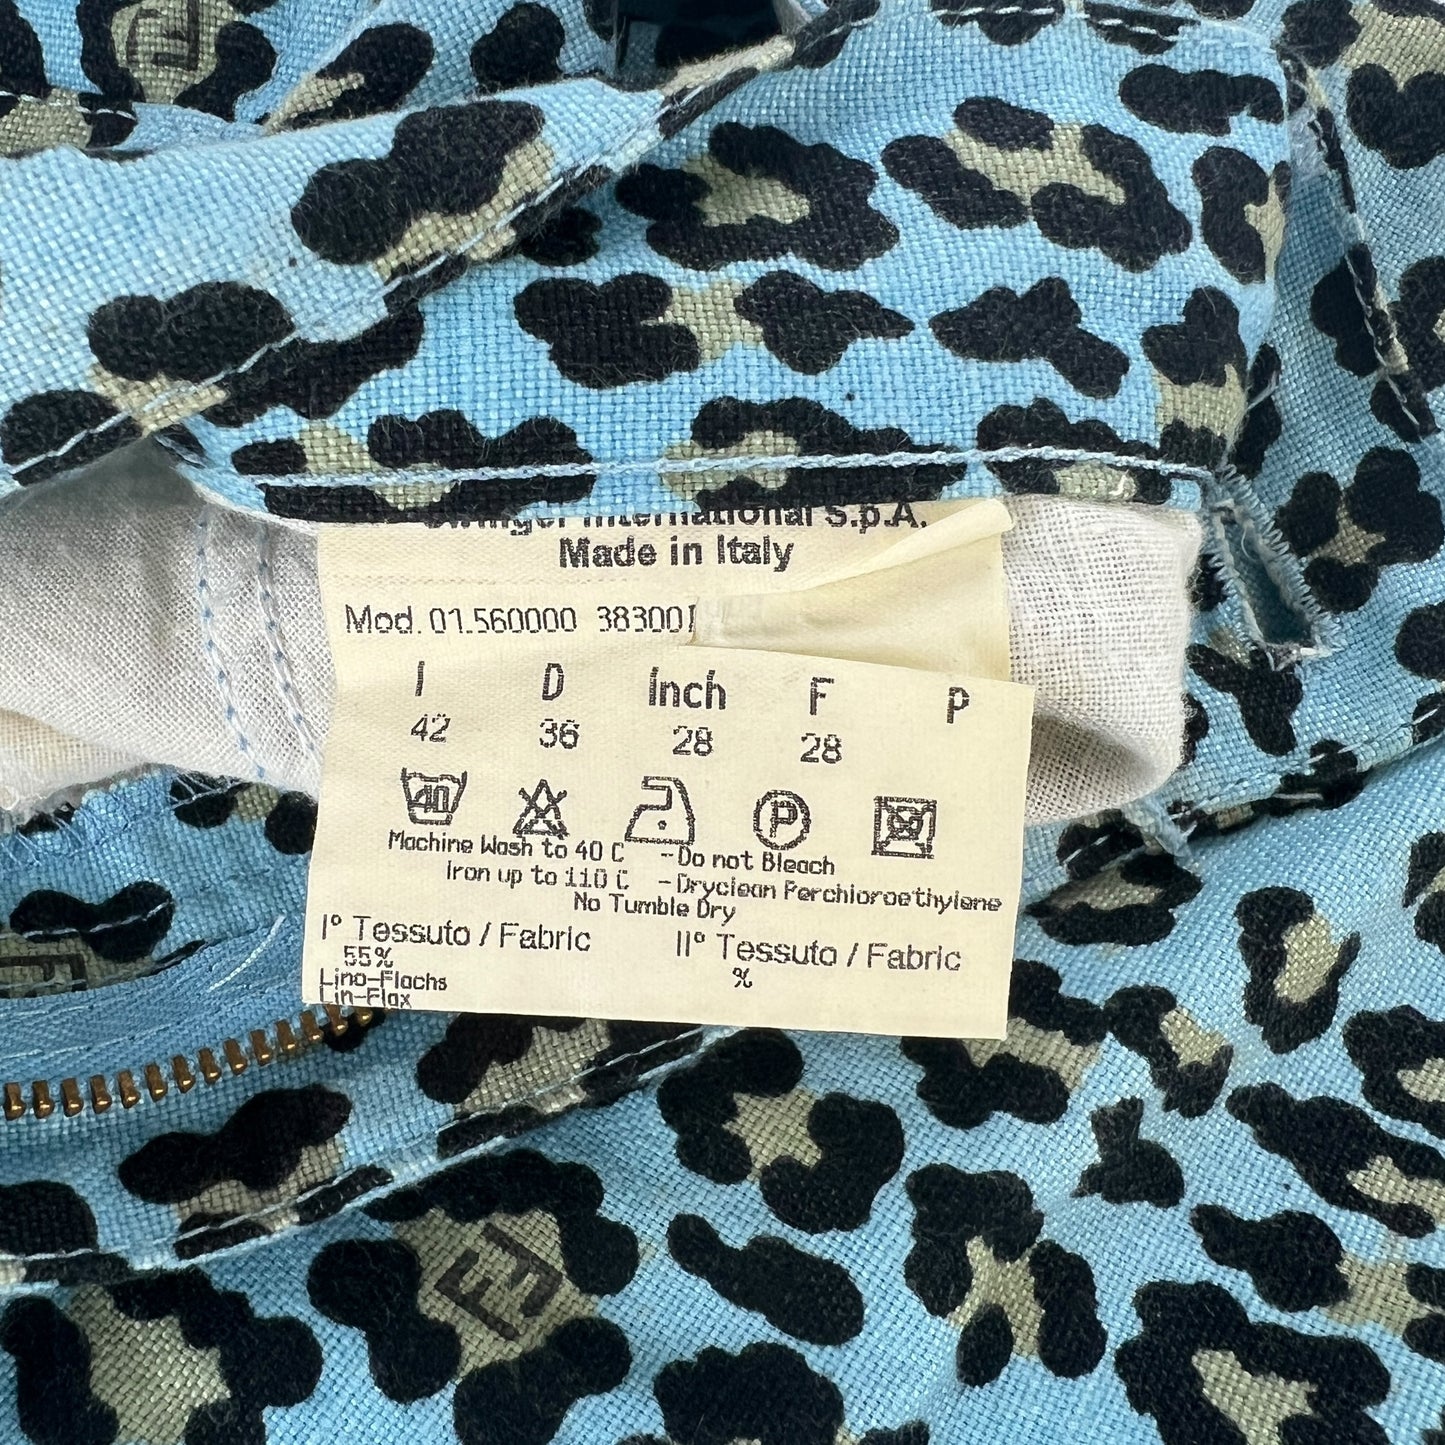 International S.p.A.
Made in Italy
Mod. 01.560000 38300
I D Inch F P
42 36 28 28
40 P
Machine Wash to 40 C - Do not Bleach
Iron up to 110 C - Dryclean Perchloroethylene
No Tumble Dry
I° Tessuto / Fabric II° Tessuto / Fabric
55% %
Lino-Flachs
Lin-Flax